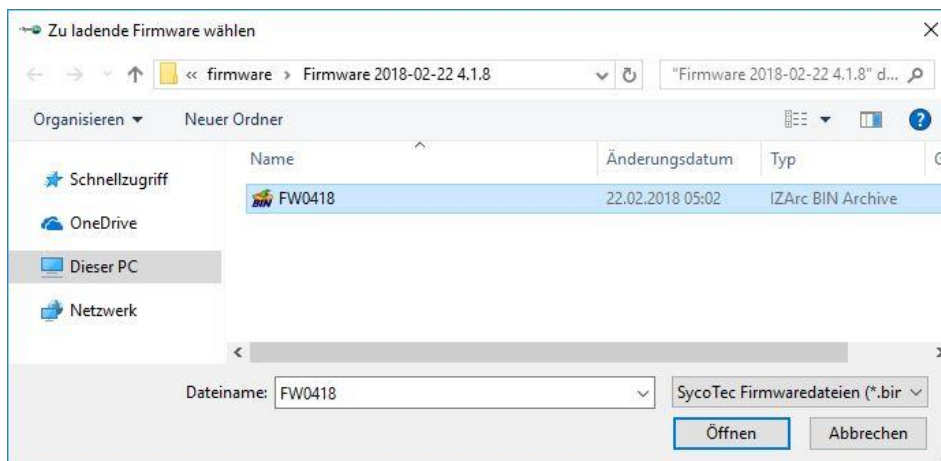 Zu ladende Firmware wählen
« firmware › Firmware 2018-02-22 4.1.8
"Firmware 2018-02-22 4.1.8" d...
Organisieren
Neuer Ordner
Name Änderungsdatum Typ
Schnellzugriff
BIN FW0418 22.02.2018 05:02 IZArc BIN Archive
OneDrive
Dieser PC
Netzwerk
Dateiname: FW0418 SycoTec Firmwaredateien (*.bir
Öffnen Abbrechen